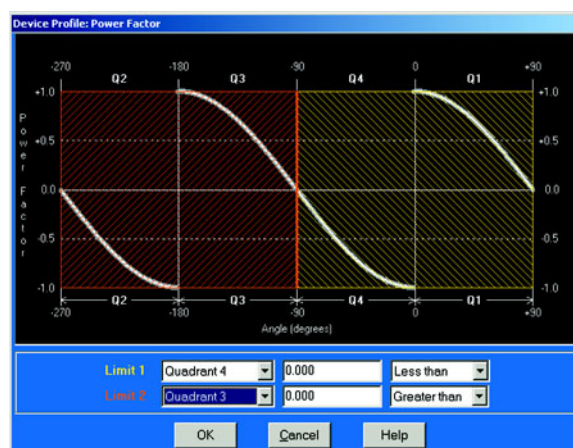 Device Profile: Power Factor
-270 -180 -90 0 +90
Q2 Q3 Q4 Q1
+1.0 +1.0
+0.5 +0.5
0.0 0.0
-0.5 -0.5
-1.0 -1.0
Power Factor
Q2 Q3 Q4 Q1
-270 -180 -90 0 +90
Angle (degrees)
Limit 1 Quadrant 4 0.000 Less than
Limit 2 Quadrant 3 0.000 Greater than
OK Cancel Help